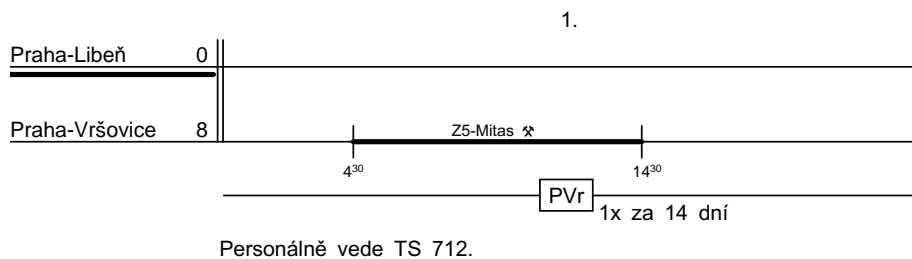 1.
Praha-Libeň 0
Praha-Vršovice 8
Z5-Mitas ⚒
4³⁰ 14³⁰
PVr
1x za 14 dní
Personálně vede TS 712.